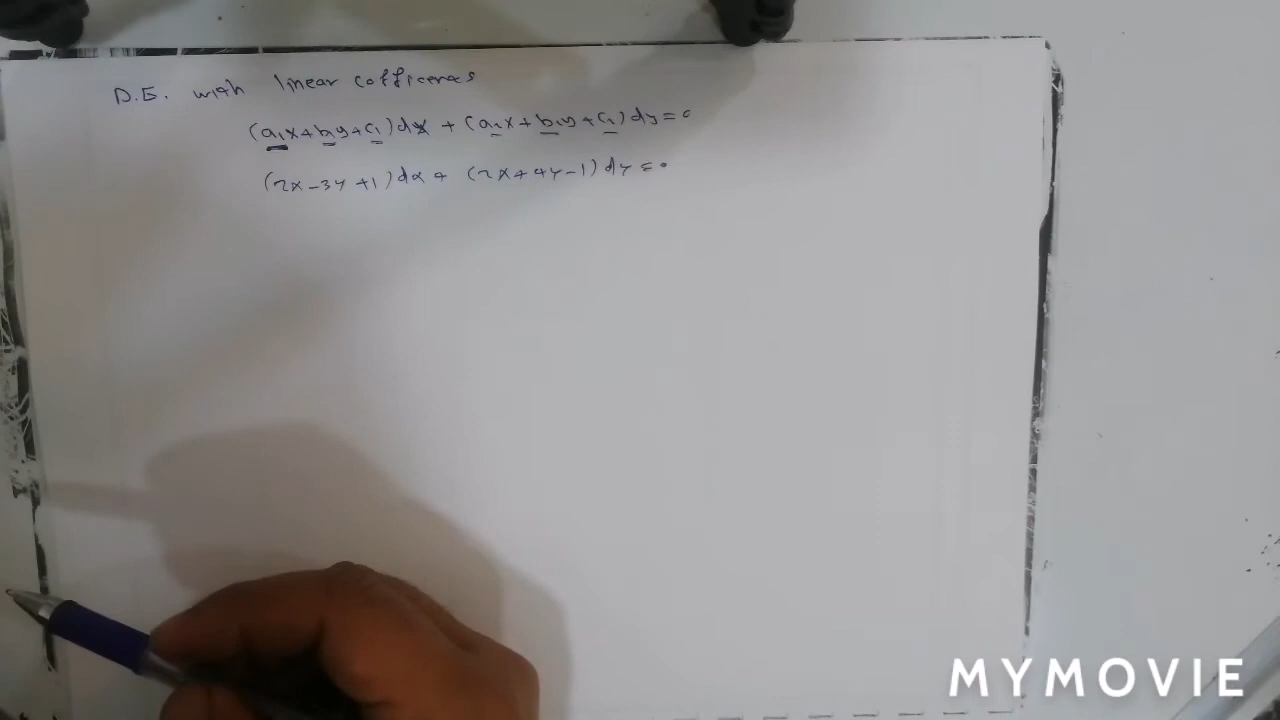 D.E. with linear cofficenes
(a₁x+b₁y+c₁)dx + (a₂x+b₂y+c₂)dy=0
(2x-3y+1)dx+ (2x+4y-1)dy=0
MYMOVIE